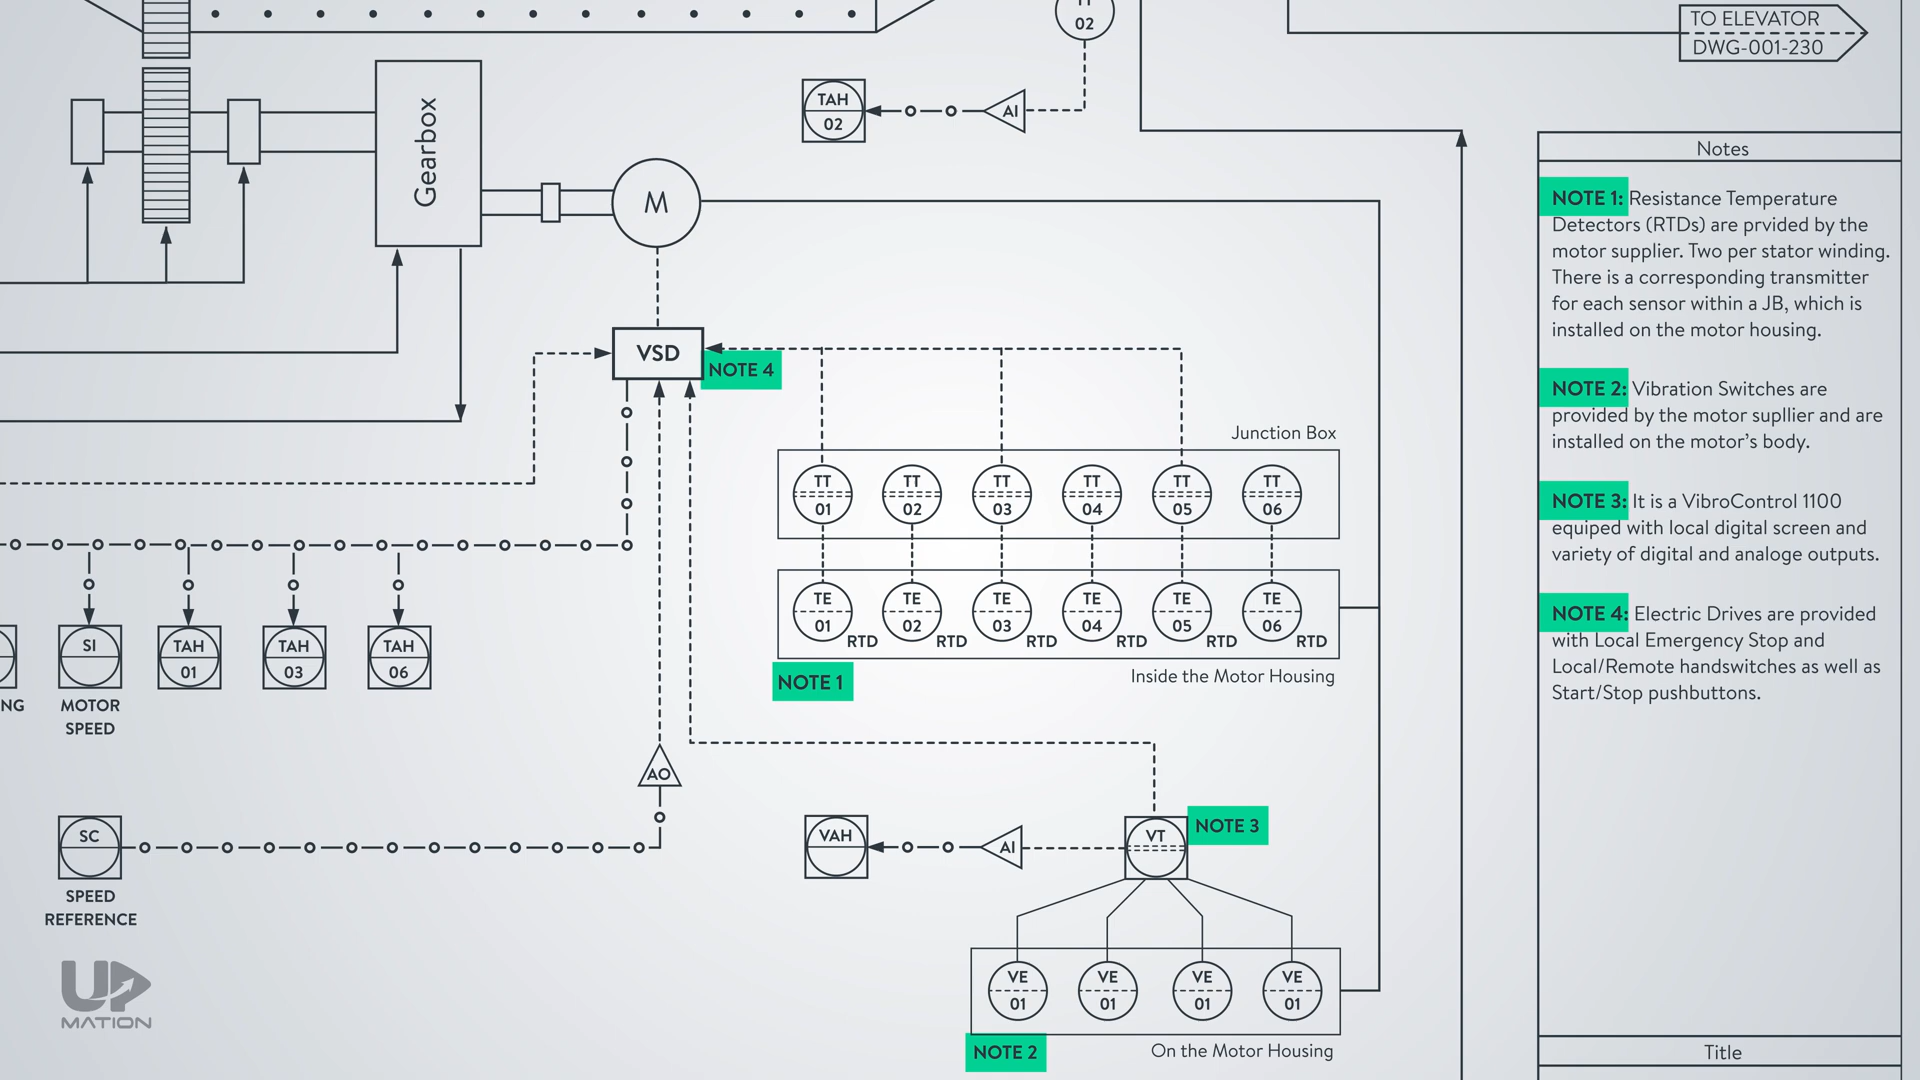 02
TO ELEVATOR
DWG-001-230
TAH
02
AI
Gearbox
M
Notes
NOTE 1: Resistance Temperature
Detectors (RTDs) are prvided by the
motor supplier. Two per stator winding.
There is a corresponding transmitter
for each sensor within a JB, which is
installed on the motor housing.
NOTE 2: Vibration Switches are
provided by the motor supllier and are
installed on the motor's body.
NOTE 3: It is a VibroControl 1100
equiped with local digital screen and
variety of digital and analoge outputs.
NOTE 4: Electric Drives are provided
with Local Emergency Stop and
Local/Remote handswitches as well as
Start/Stop pushbuttons.
VSD
NOTE 4
Junction Box
TT TT TT TT TT TT
01 02 03 04 05 06
TE TE TE TE TE TE
01 02 03 04 05 06
RTD RTD RTD RTD RTD RTD
NOTE 1
Inside the Motor Housing
SI TAH TAH TAH
01 03 06
NG
MOTOR
SPEED
AO
SC
SPEED
REFERENCE
VAH
AI
VT
NOTE 3
VE VE VE VE
01 01 01 01
NOTE 2
On the Motor Housing
UP
MATION
Title